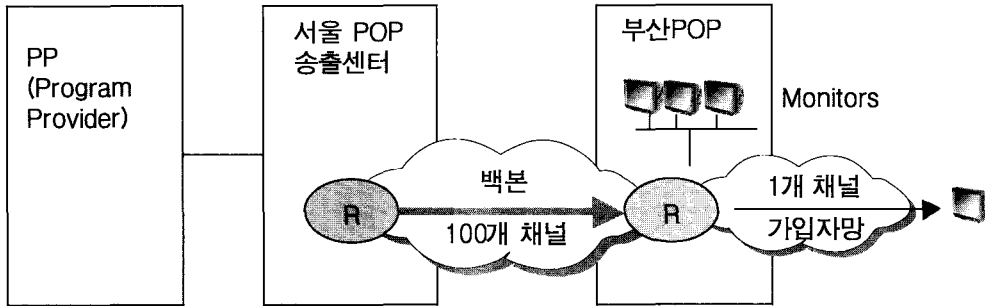 PP
(Program
Provider)
서울 POP
송출센터
부산POP
Monitors
백본
R
100개 채널
R
1개 채널
가입자망